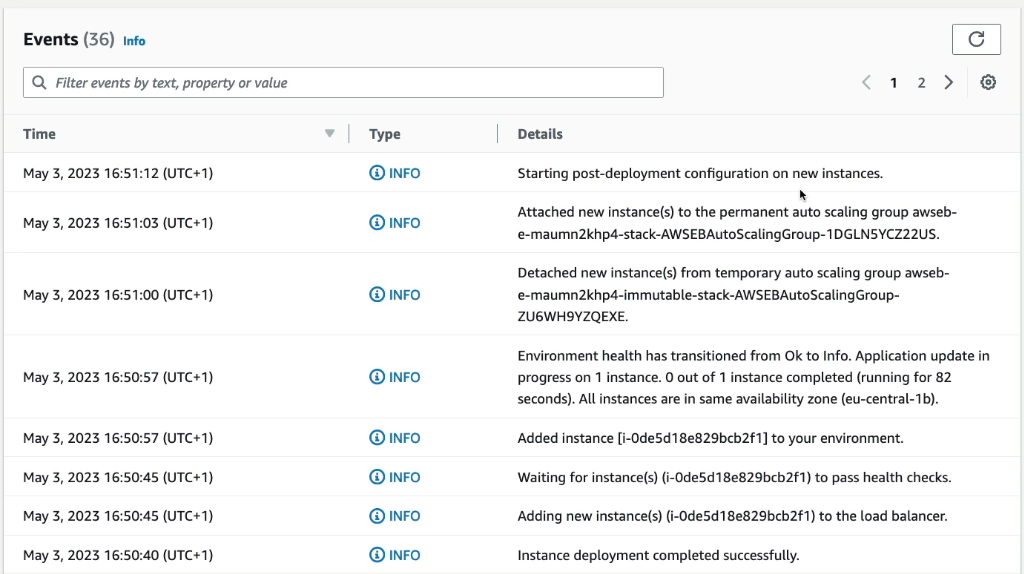 Events (36) Info
Filter events by text, property or value
1 2
Time Type Details
May 3, 2023 16:51:12 (UTC+1) INFO Starting post-deployment configuration on new instances.
May 3, 2023 16:51:03 (UTC+1) INFO Attached new instance(s) to the permanent auto scaling group awseb-
e-maumn2khp4-stack-AWSEBAutoScalingGroup-1DGLN5YCZ22US.
May 3, 2023 16:51:00 (UTC+1) INFO Detached new instance(s) from temporary auto scaling group awseb-
e-maumn2khp4-immutable-stack-AWSEBAutoScalingGroup-
ZU6WH9YZQEXE.
May 3, 2023 16:50:57 (UTC+1) INFO Environment health has transitioned from Ok to Info. Application update in
progress on 1 instance. 0 out of 1 instance completed (running for 82
seconds). All instances are in same availability zone (eu-central-1b).
May 3, 2023 16:50:57 (UTC+1) INFO Added instance [i-0de5d18e829bcb2f1] to your environment.
May 3, 2023 16:50:45 (UTC+1) INFO Waiting for instance(s) (i-0de5d18e829bcb2f1) to pass health checks.
May 3, 2023 16:50:45 (UTC+1) INFO Adding new instance(s) (i-0de5d18e829bcb2f1) to the load balancer.
May 3, 2023 16:50:40 (UTC+1) INFO Instance deployment completed successfully.